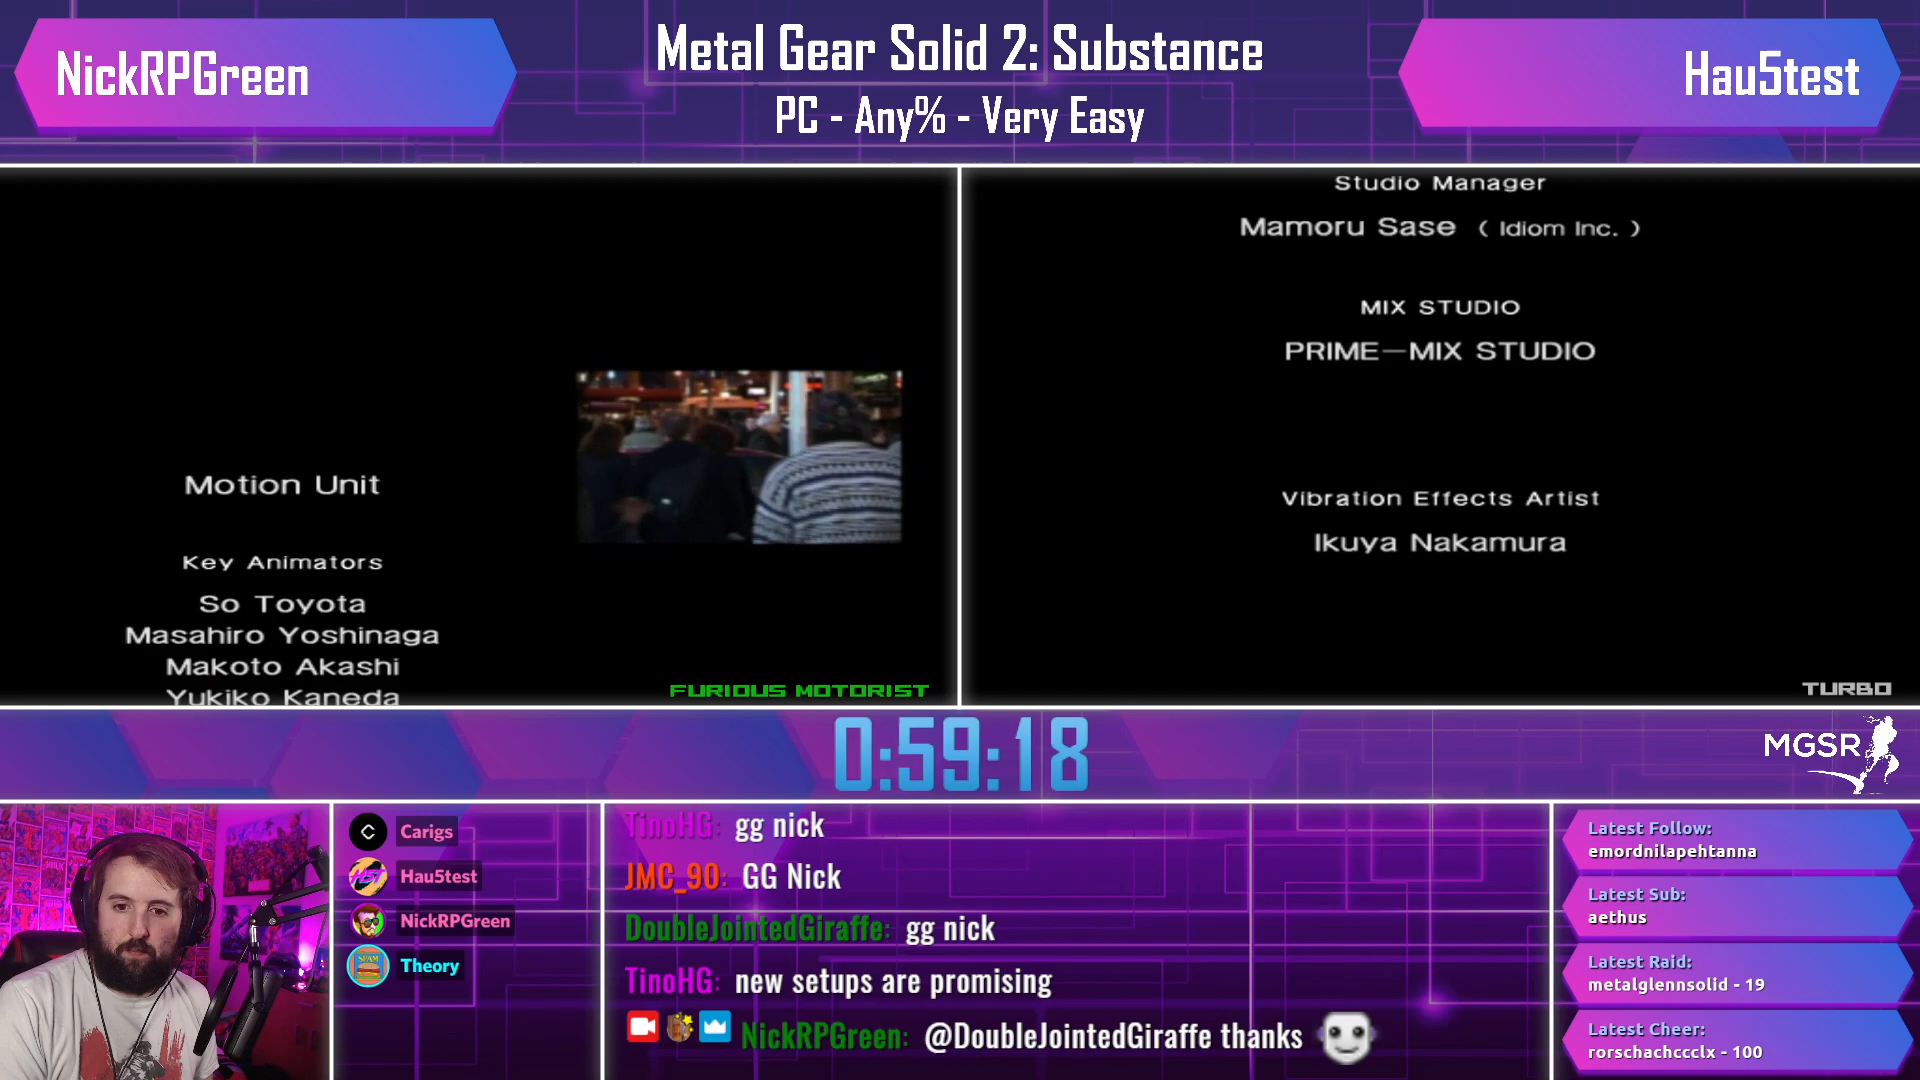 NickRPGreen
Metal Gear Solid 2: Substance
PC - Any% - Very Easy
Hau5test
Motion Unit
Key Animators
So Toyota
Masahiro Yoshinaga
Makoto Akashi
Yukiko Kaneda
FURIOUS MOTORIST
Studio Manager
Mamoru Sase ( Idiom Inc. )
MIX STUDIO
PRIME-MIX STUDIO
Vibration Effects Artist
Ikuya Nakamura
TURBO
0:59:18
MGSR
C Carigs
HST Hau5test
NickRPGreen
SPAM Theory
TinoHG: gg nick
JMC_90: GG Nick
DoubleJointedGiraffe: gg nick
TinoHG: new setups are promising
NickRPGreen: @DoubleJointedGiraffe thanks
Latest Follow:
emordnilapehtanna
Latest Sub:
aethus
Latest Raid:
metalglennsolid - 19
Latest Cheer:
rorschachccclx - 100